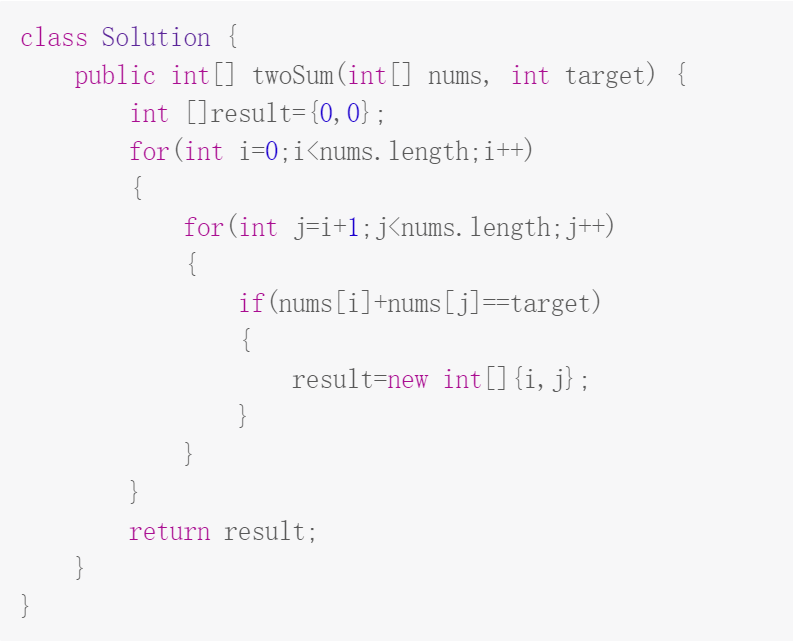 class Solution {
    public int[] twoSum(int[] nums, int target) {
        int []result={0,0};
        for(int i=0;i<nums.length;i++)
        {
            for(int j=i+1;j<nums.length;j++)
            {
                if(nums[i]+nums[j]==target)
                {
                    result=new int[]{i,j};
                }
            }
        }
        return result;
    }
}